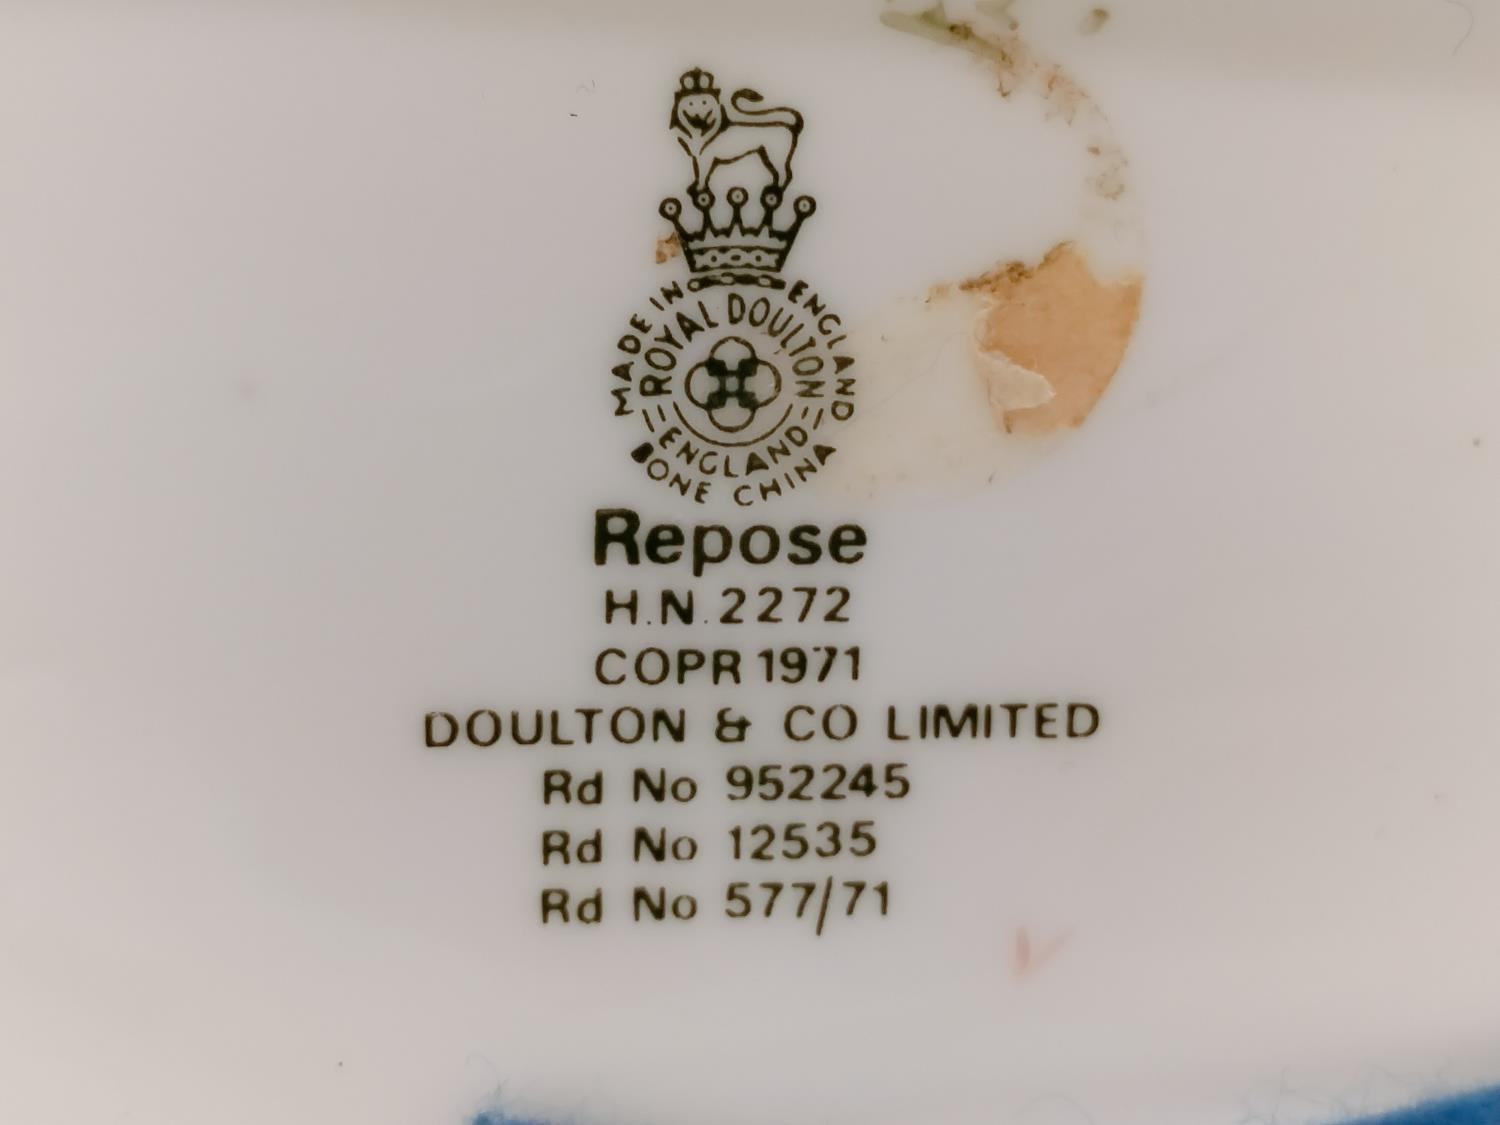 MADE IN ENGLAND
ROYAL DOULTON
ENGLAND
BONE CHINA
Repose
H.N. 2272
COPR 1971
DOULTON & CO LIMITED
Rd No 952245
Rd No 12535
Rd No 577/71